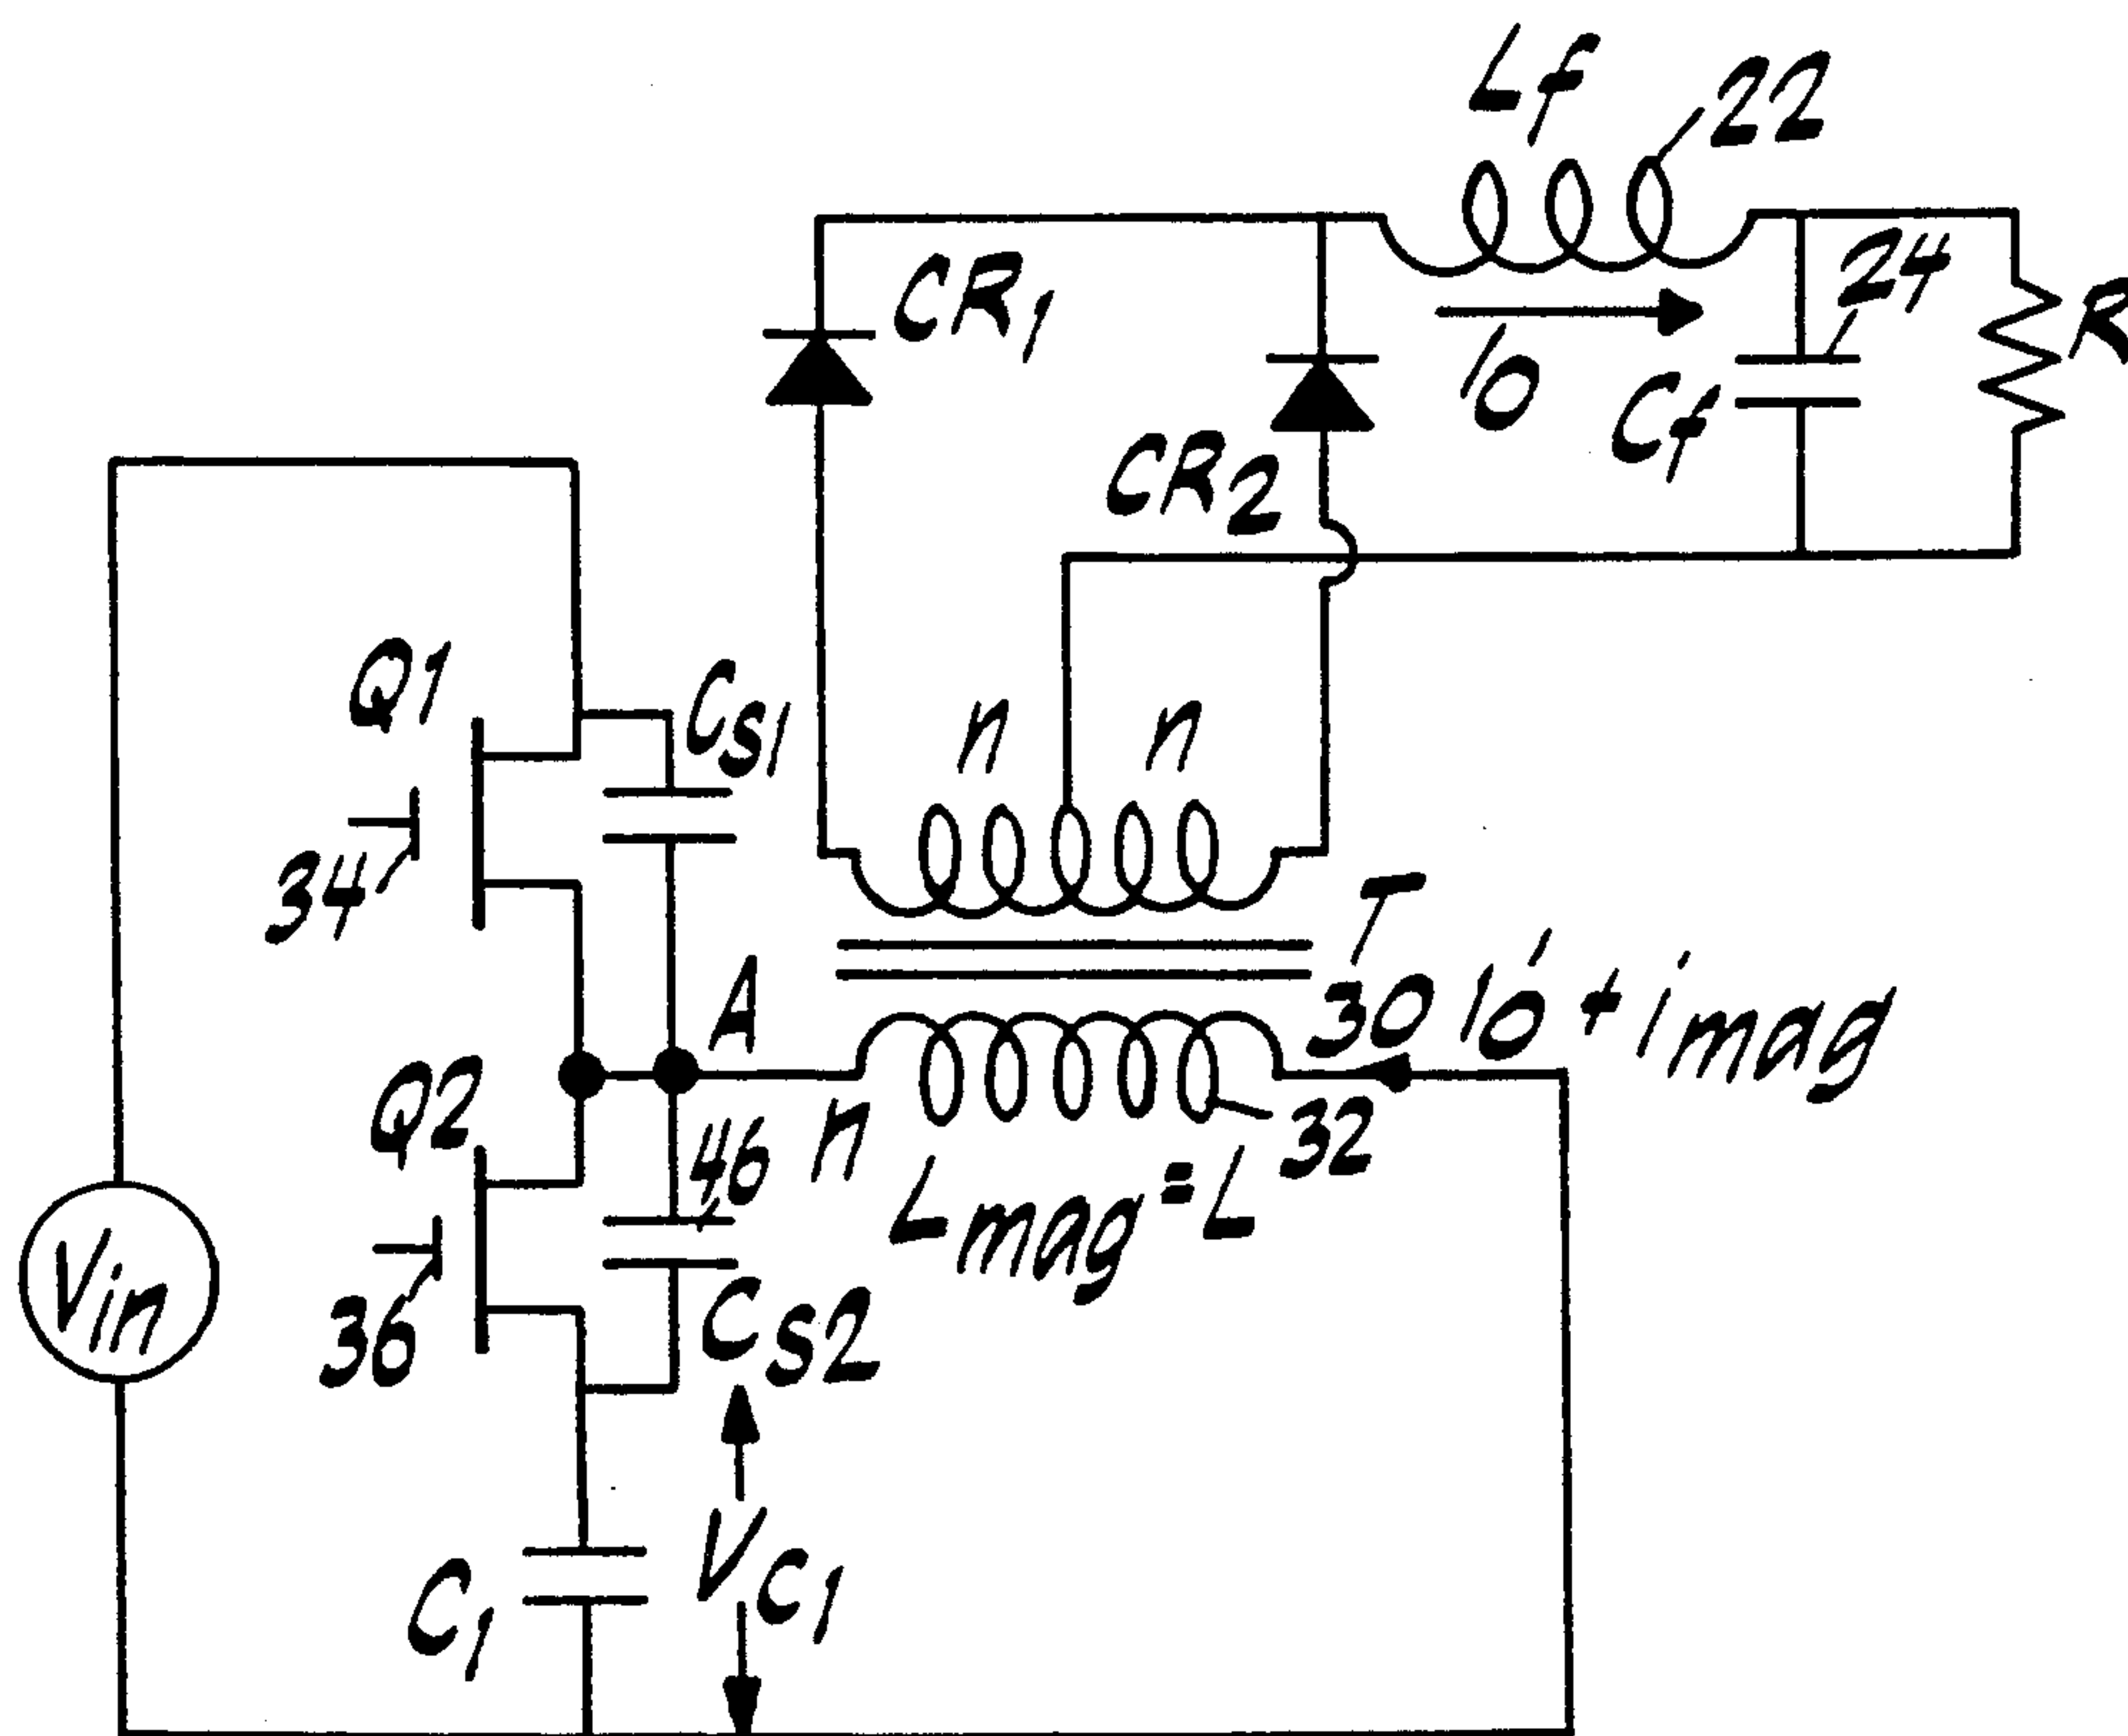 Lf
22
CR1
CR2
Io
24
Cf
R
Q1
34
CS1
n n
T
30
Io' + imag
A
Q2
36
46
n
32
Lmag = L
CS2
Vin
VC1
C1